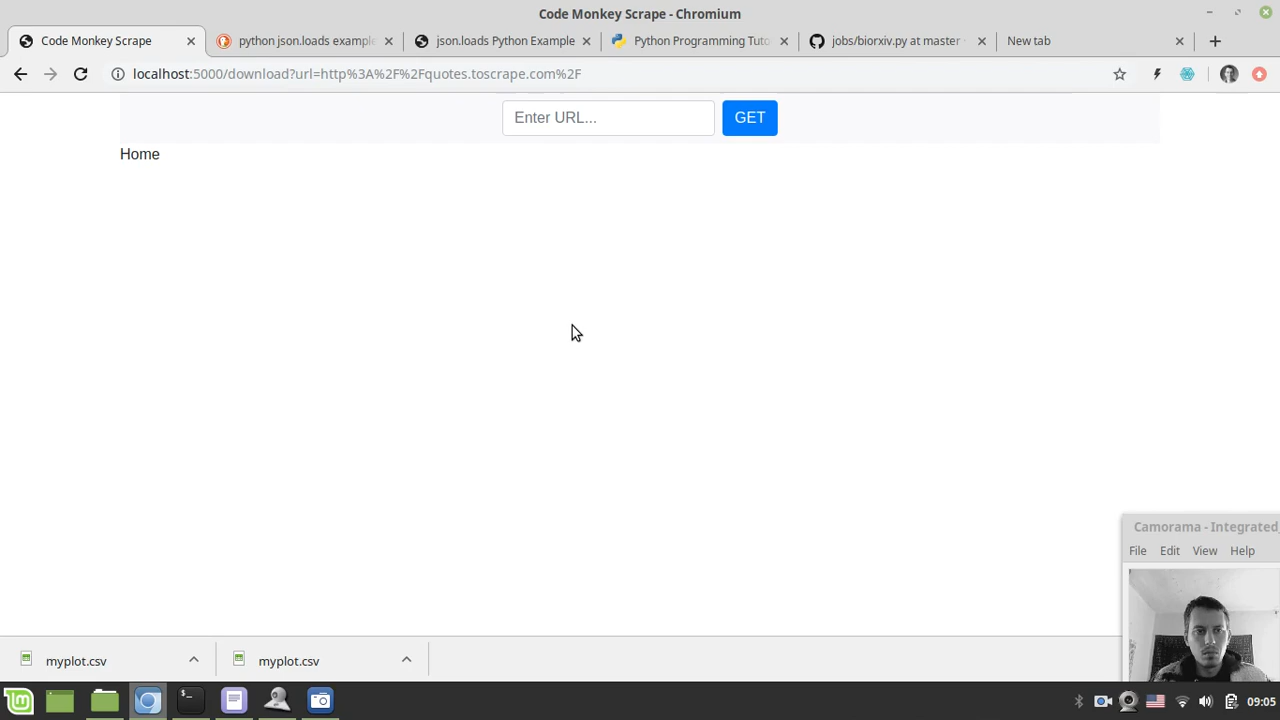 Code Monkey Scrape - Chromium
Code Monkey Scrape
python json.loads example
json.loads Python Example
Python Programming Tuto
jobs/biorxiv.py at master
New tab
localhost:5000/download?url=http%3A%2F%2Fquotes.toscrape.com%2F
Enter URL...
GET
Home
Camorama - Integrated
File Edit View Help
myplot.csv
myplot.csv
09:05